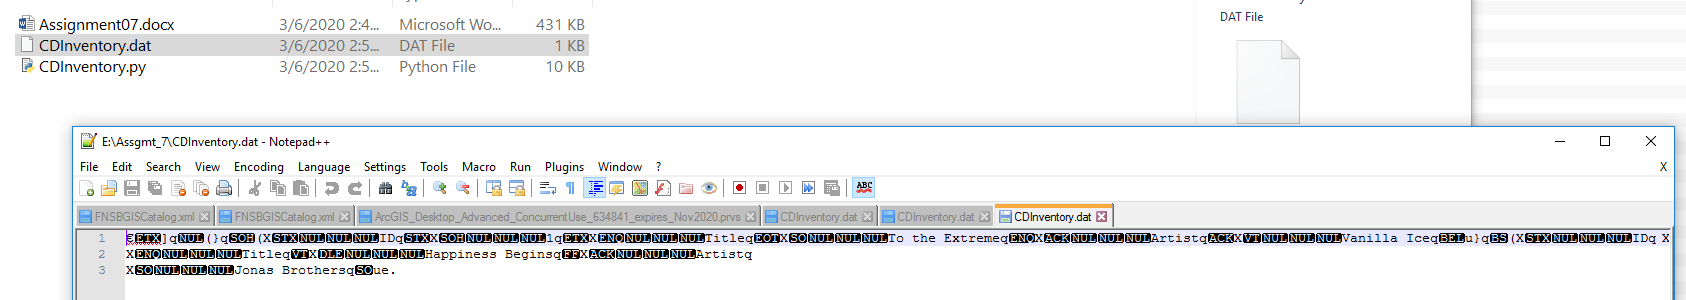 Assignment07.docx 3/6/2020 2:4... Microsoft Wo... 431 KB
CDInventory.dat 3/6/2020 2:5... DAT File 1 KB
CDInventory.py 3/6/2020 2:5... Python File 10 KB
DAT File
E:\Assgmt_7\CDInventory.dat - Notepad++
File Edit Search View Encoding Language Settings Tools Macro Run Plugins Window ? X
ABC
FNSBGISCatalog.xml FNSBGISCatalog.xml ArcGIS_Desktop_Advanced_ConcurrentUse_634841_expires_Nov2020.prvs CDInventory.dat CDInventory.dat CDInventory.dat
1 €ETX]qNUL(}qSOH(XSTXNULNULNULIDqSTXXSOHNULNULNUL1qETXXENQNULNULNULTitleqEOTXSONULNULNULTo the ExtremeqENQXACKNULNULNULArtistqACKXVTNULNULNULVanilla IceqBELu}qBS(XSTXNULNULNULIDq X
2 XENQNULNULNULTitleqVTXDLENULNULNULHappiness BeginsqFFXACKNULNULNULArtistq
3 XSONULNULNULJonas BrothersqSOue.